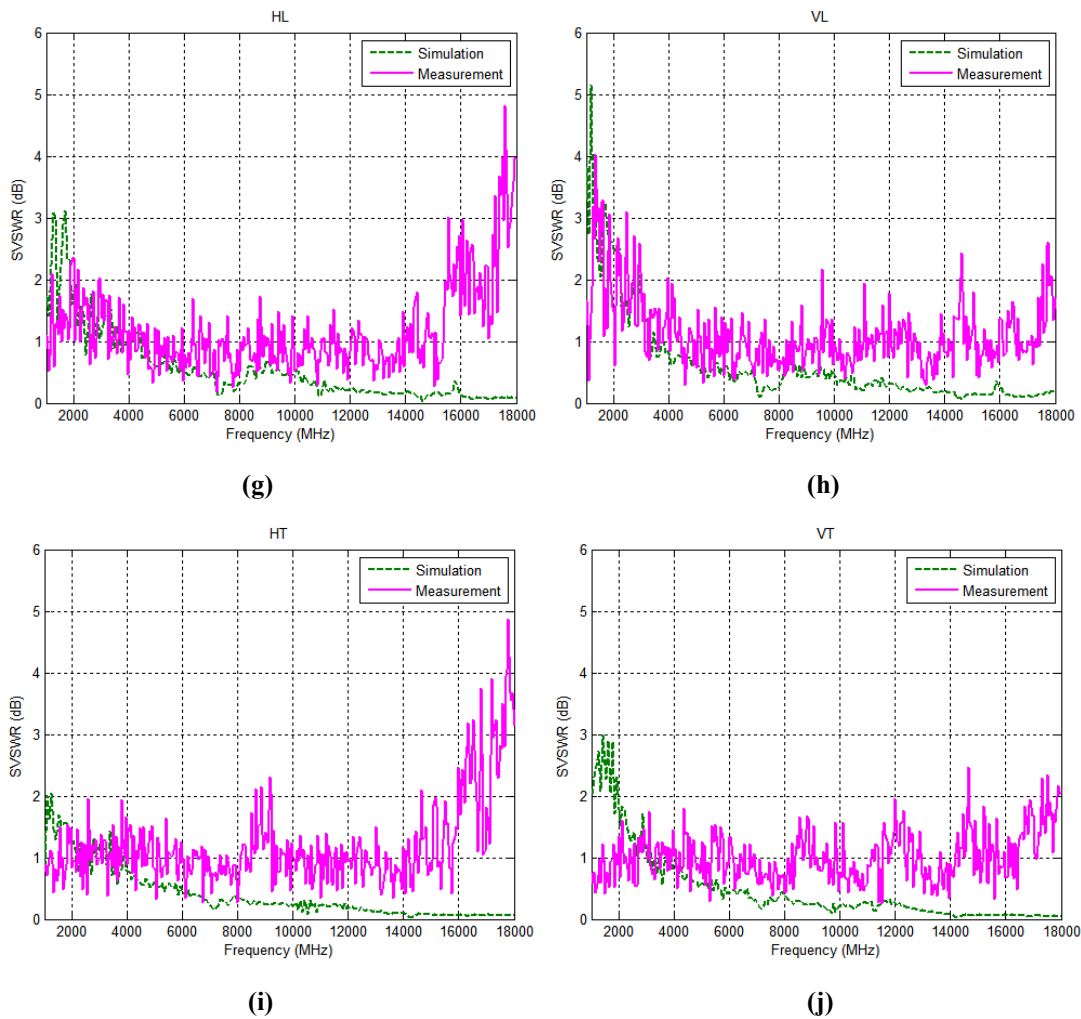 HL
6
5
4
3
2
1
0
SVSWR (dB)
Simulation
Measurement
2000 4000 6000 8000 10000 12000 14000 16000 18000
Frequency (MHz)
(g)
VL
6
5
4
3
2
1
0
SVSWR (dB)
Simulation
Measurement
2000 4000 6000 8000 10000 12000 14000 16000 18000
Frequency (MHz)
(h)
HT
6
5
4
3
2
1
0
SVSWR (dB)
Simulation
Measurement
2000 4000 6000 8000 10000 12000 14000 16000 18000
Frequency (MHz)
(i)
VT
6
5
4
3
2
1
0
SVSWR (dB)
Simulation
Measurement
2000 4000 6000 8000 10000 12000 14000 16000 18000
Frequency (MHz)
(j)